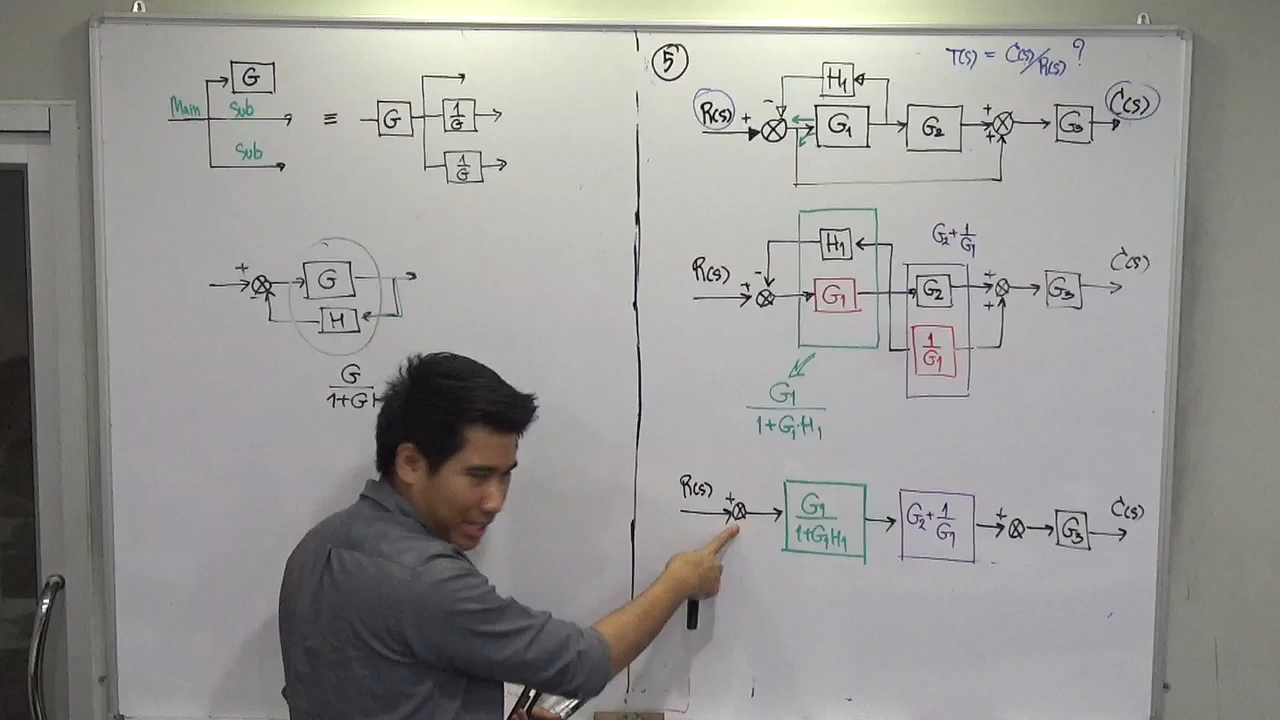 G
Main
Sub
Sub
≡
G
1/G
1/G
+
G
-
H
G
1+GH
5
T(s) = C(s)/R(s) ?
H1
R(s) + - G1 G2 + + G3 C(s)
G2+1/G1
H1
R(s) + - G1 G2 + + G3 C(s)
1/G1
G1
1+G1H1
R(s) + G1/1+G1H1 G2+1/G1 + G3 C(s)